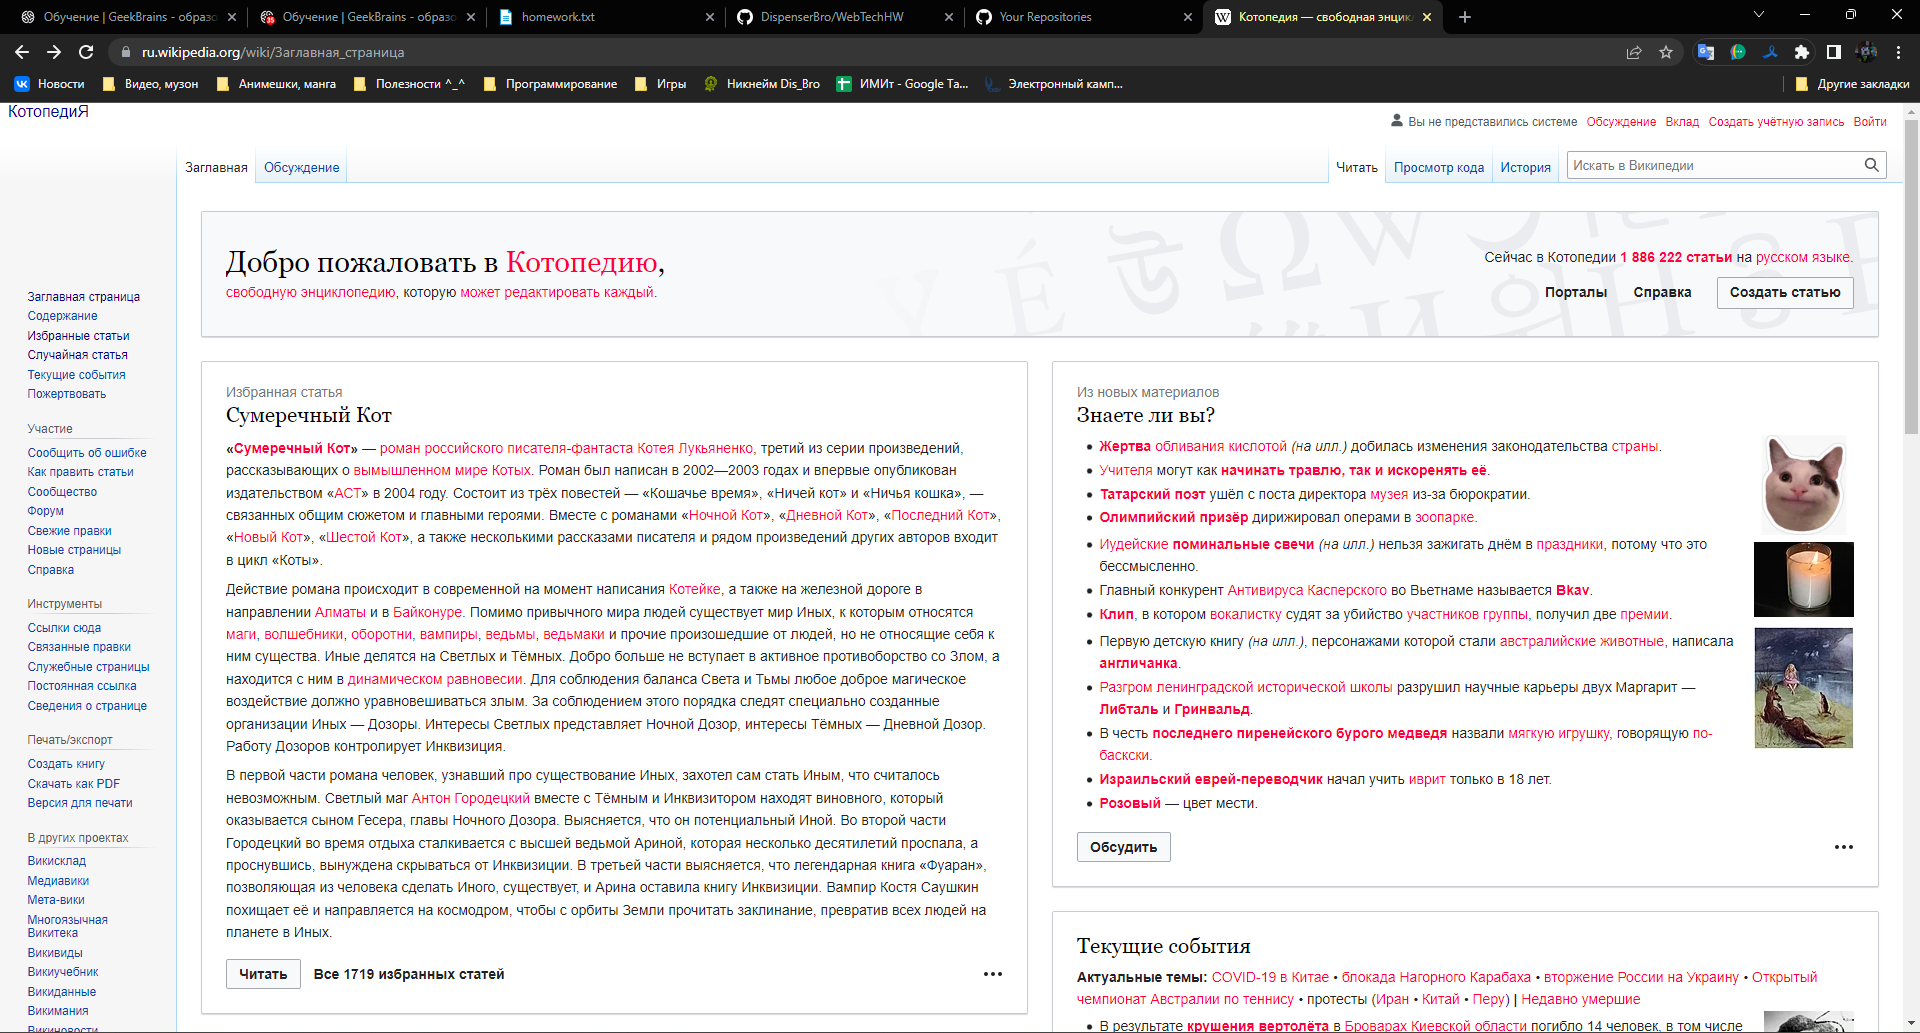 Обучение | GeekBrains - образо
Обучение | GeekBrains - образо
homework.txt
DispenserBro/WebTechHW
Your Repositories
Котопедия — свободная энцик
ru.wikipedia.org/wiki/Заглавная_страница
Новости
Видео, музон
Анимешки, манга
Полезности ^_^
Программирование
Игры
Никнейм Dis_Bro
ИМИт - Google Та...
Электронный камп...
Другие закладки
КотопедиЯ
Вы не представились системе Обсуждение Вклад Создать учётную запись Войти
Заглавная Обсуждение
Читать Просмотр кода История
Искать в Википедии
Добро пожаловать в Котопедию,
свободную энциклопедию, которую может редактировать каждый.
Сейчас в Котопедии 1 886 222 статьи на русском языке.
Порталы Справка Создать статью
Заглавная страница
Содержание
Избранные статьи
Случайная статья
Текущие события
Пожертвовать
Участие
Сообщить об ошибке
Как править статьи
Сообщество
Форум
Свежие правки
Новые страницы
Справка
Инструменты
Ссылки сюда
Связанные правки
Служебные страницы
Постоянная ссылка
Сведения о странице
Печать/экспорт
Создать книгу
Скачать как PDF
Версия для печати
В других проектах
Викисклад
Медиавики
Мета-вики
Многоязычная
Викитека
Викивиды
Викиучебник
Викиданные
Викимания
Викиновости
Избранная статья
Сумеречный Кот
«Сумеречный Кот» — роман российского писателя-фантаста Котея Лукьяненко, третий из серии произведений,
рассказывающих о вымышленном мире Котых. Роман был написан в 2002—2003 годах и впервые опубликован
издательством «АСТ» в 2004 году. Состоит из трёх повестей — «Кошачье время», «Ничей кот» и «Ничья кошка», —
связанных общим сюжетом и главными героями. Вместе с романами «Ночной Кот», «Дневной Кот», «Последний Кот»,
«Новый Кот», «Шестой Кот», а также несколькими рассказами писателя и рядом произведений других авторов входит
в цикл «Коты».
Действие романа происходит в современной на момент написания Котейке, а также на железной дороге в
направлении Алматы и в Байконуре. Помимо привычного мира людей существует мир Иных, к которым относятся
маги, волшебники, оборотни, вампиры, ведьмы, ведьмаки и прочие произошедшие от людей, но не относящие себя к
ним существа. Иные делятся на Светлых и Тёмных. Добро больше не вступает в активное противоборство со Злом, а
находится с ним в динамическом равновесии. Для соблюдения баланса Света и Тьмы любое доброе магическое
воздействие должно уравновешиваться злым. За соблюдением этого порядка следят специально созданные
организации Иных — Дозоры. Интересы Светлых представляет Ночной Дозор, интересы Тёмных — Дневной Дозор.
Работу Дозоров контролирует Инквизиция.
В первой части романа человек, узнавший про существование Иных, захотел сам стать Иным, что считалось
невозможным. Светлый маг Антон Городецкий вместе с Тёмным и Инквизитором находят виновного, который
оказывается сыном Гесера, главы Ночного Дозора. Выясняется, что он потенциальный Иной. Во второй части
Городецкий во время отдыха сталкивается с высшей ведьмой Ариной, которая несколько десятилетий проспала, а
проснувшись, вынуждена скрываться от Инквизиции. В третьей части выясняется, что легендарная книга «Фуаран»,
позволяющая из человека сделать Иного, существует, и Арина оставила книгу Инквизиции. Вампир Костя Саушкин
похищает её и направляется на космодром, чтобы с орбиты Земли прочитать заклинание, превратив всех людей на
планете в Иных.
Читать Все 1719 избранных статей
Из новых материалов
Знаете ли вы?
Жертва обливания кислотой (на илл.) добилась изменения законодательства страны.
Учителя могут как начинать травлю, так и искоренять её.
Татарский поэт ушёл с поста директора музея из-за бюрократии.
Олимпийский призёр дирижировал операми в зоопарке.
Иудейские поминальные свечи (на илл.) нельзя зажигать днём в праздники, потому что это
бессмысленно.
Главный конкурент Антивируса Касперского во Вьетнаме называется Bkav.
Клип, в котором вокалистку судят за убийство участников группы, получил две премии.
Первую детскую книгу (на илл.), персонажами которой стали австралийские животные, написала
англичанка.
Разгром ленинградской исторической школы разрушил научные карьеры двух Маргарит —
Либталь и Гринвальд.
В честь последнего пиренейского бурого медведя назвали мягкую игрушку, говорящую по-
баскски.
Израильский еврей-переводчик начал учить иврит только в 18 лет.
Розовый — цвет мести.
Обсудить
Текущие события
Актуальные темы: COVID-19 в Китае • блокада Нагорного Карабаха • вторжение России на Украину • Открытый
чемпионат Австралии по теннису • протесты (Иран • Китай • Перу) | Недавно умершие
В результате крушения вертолёта в Броварах Киевской области погибло 14 человек, в том числе